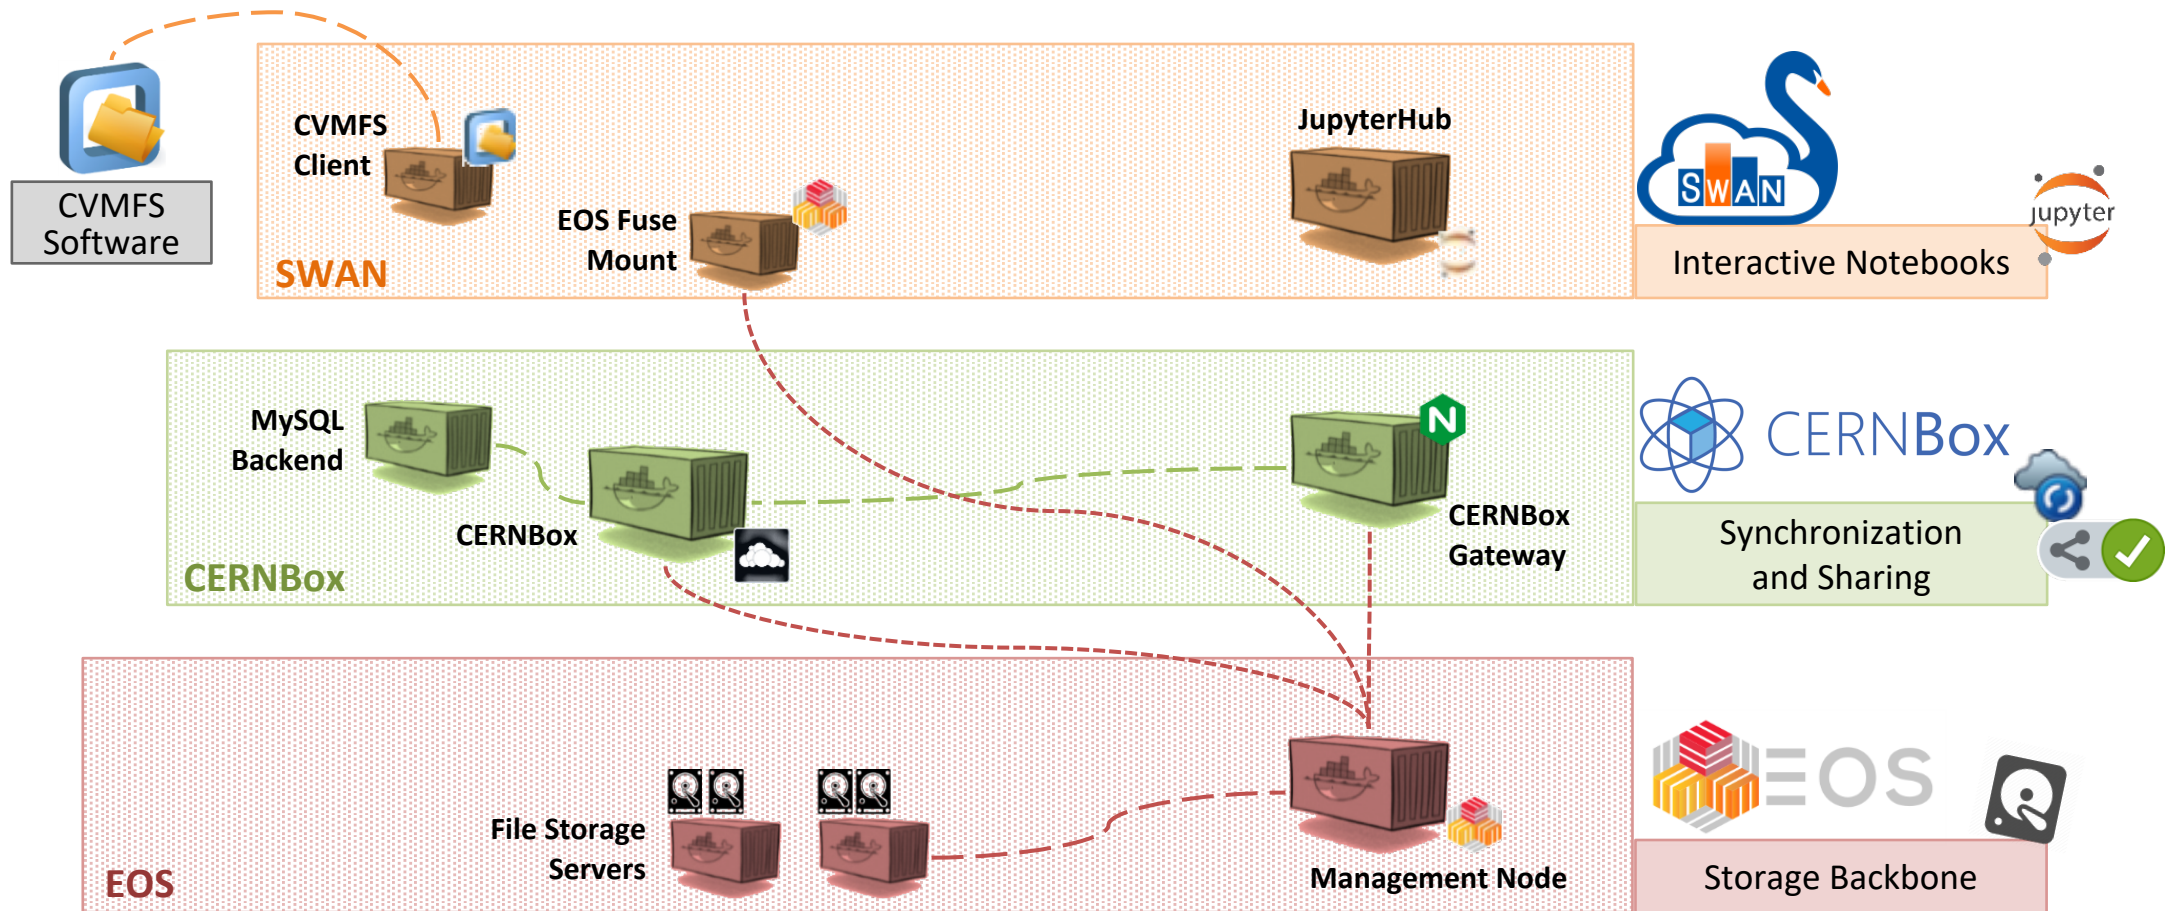 CVMFS
Software
CVMFS
Client
EOS Fuse
Mount
JupyterHub
SWAN
SWAN
jupyter
Interactive Notebooks
MySQL
Backend
CERNBox
CERNBox
N
CERNBox
Gateway
CERNBox
Synchronization
and Sharing
File Storage
Servers
EOS
Management Node
EOS
Storage Backbone